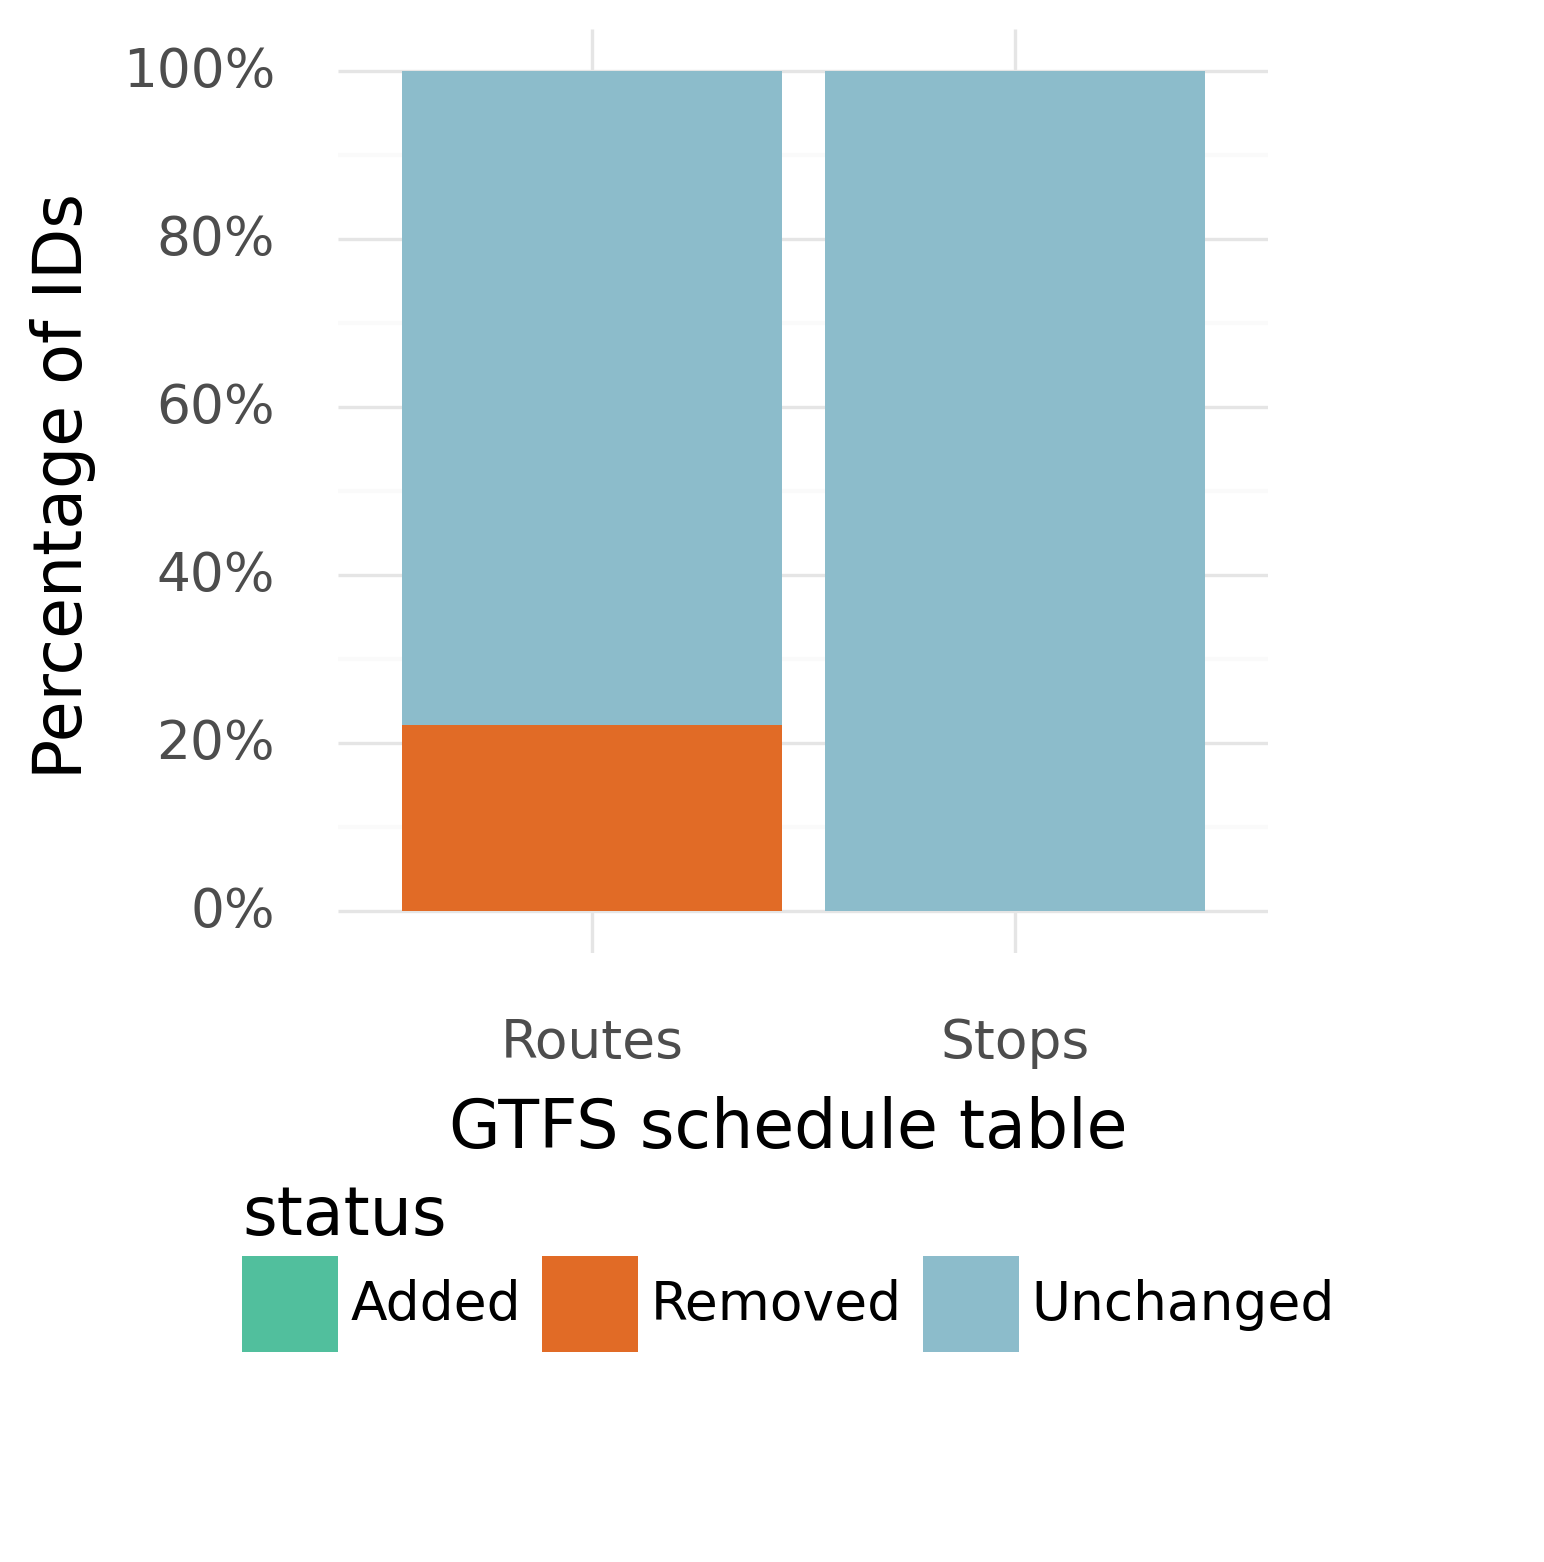 100%
80%
60%
40%
20%
0%
Percentage of IDs
Routes Stops
GTFS schedule table
status
Added Removed Unchanged